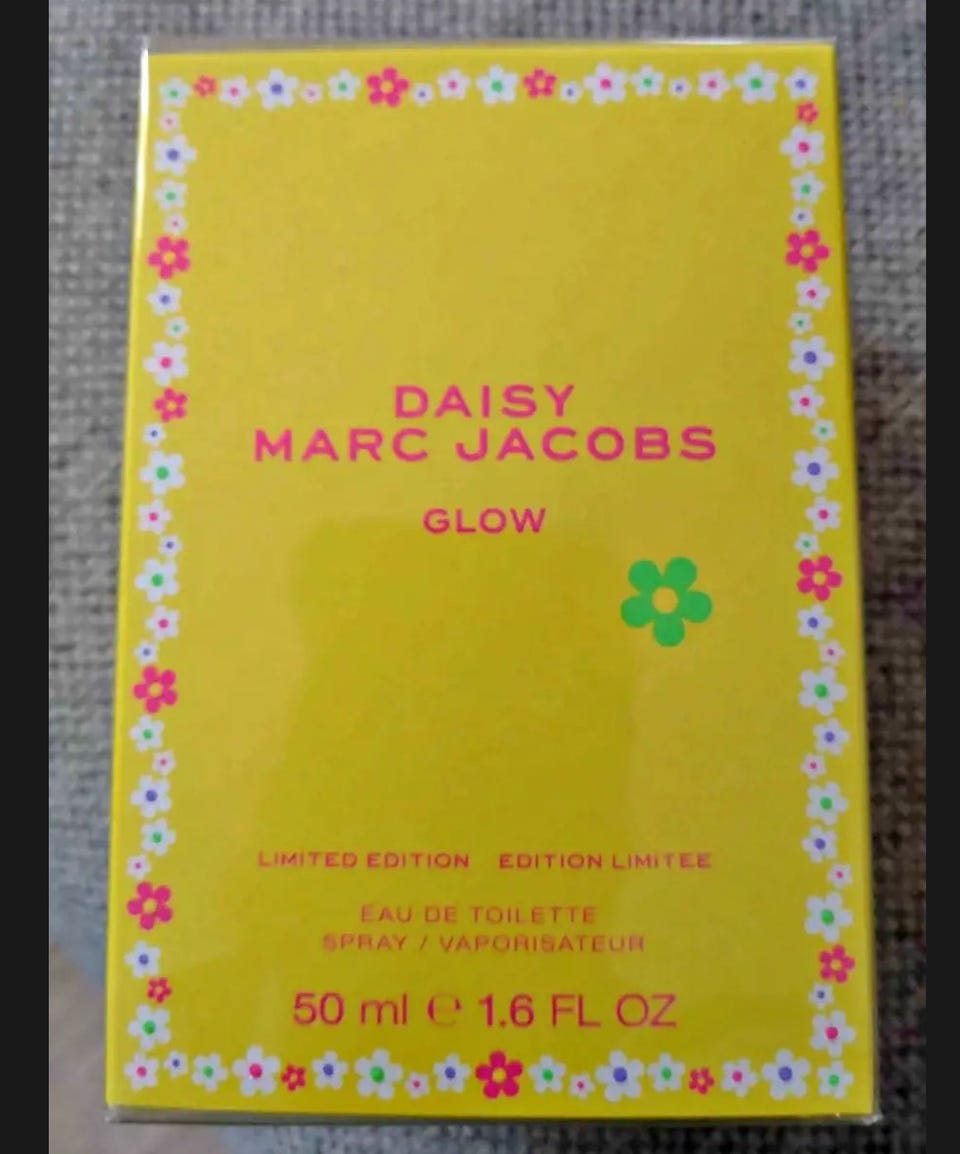 DAISY
MARC JACOBS
GLOW
LIMITED EDITION EDITION LIMITEE
EAU DE TOILETTE
SPRAY / VAPORISATEUR
50 ml ℮ 1.6 FL OZ